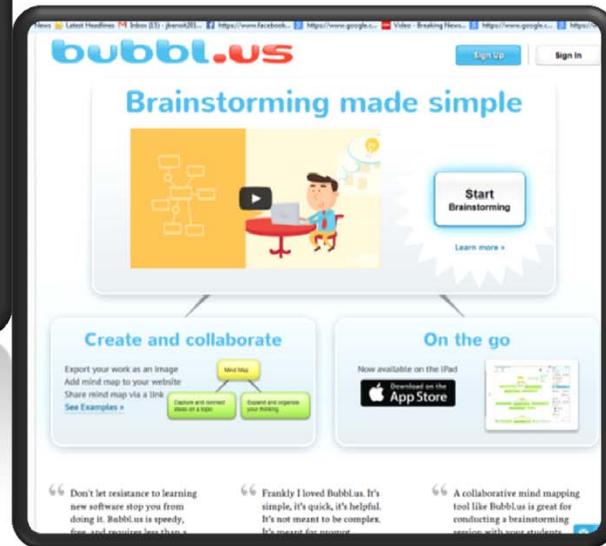 News Latest Headlines Inbox (15) - jbenoit201... https://www.facebook... https://www.google.c... Video - Breaking News... https://www.google.c...
bubbl.us
Sign Up Sign In
Brainstorming made simple
Start
Brainstorming
Learn more »
Create and collaborate
Export your work as an image
Add mind map to your website
Share mind map via a link
See Examples »
Mind Map
Capture and connect
ideas on a topic
Expand and organize
your thinking
On the go
Now available on the iPad
Download on the
App Store
“ Don't let resistance to learning
new software stop you from
doing it. Bubbl.us is speedy,
free, and requires less than a
“ Frankly I loved Bubbl.us. It's
simple, it's quick, it's helpful.
It's not meant to be complex.
It's meant for prompt
“ A collaborative mind mapping
tool like Bubbl.us is great for
conducting a brainstorming
session with your students